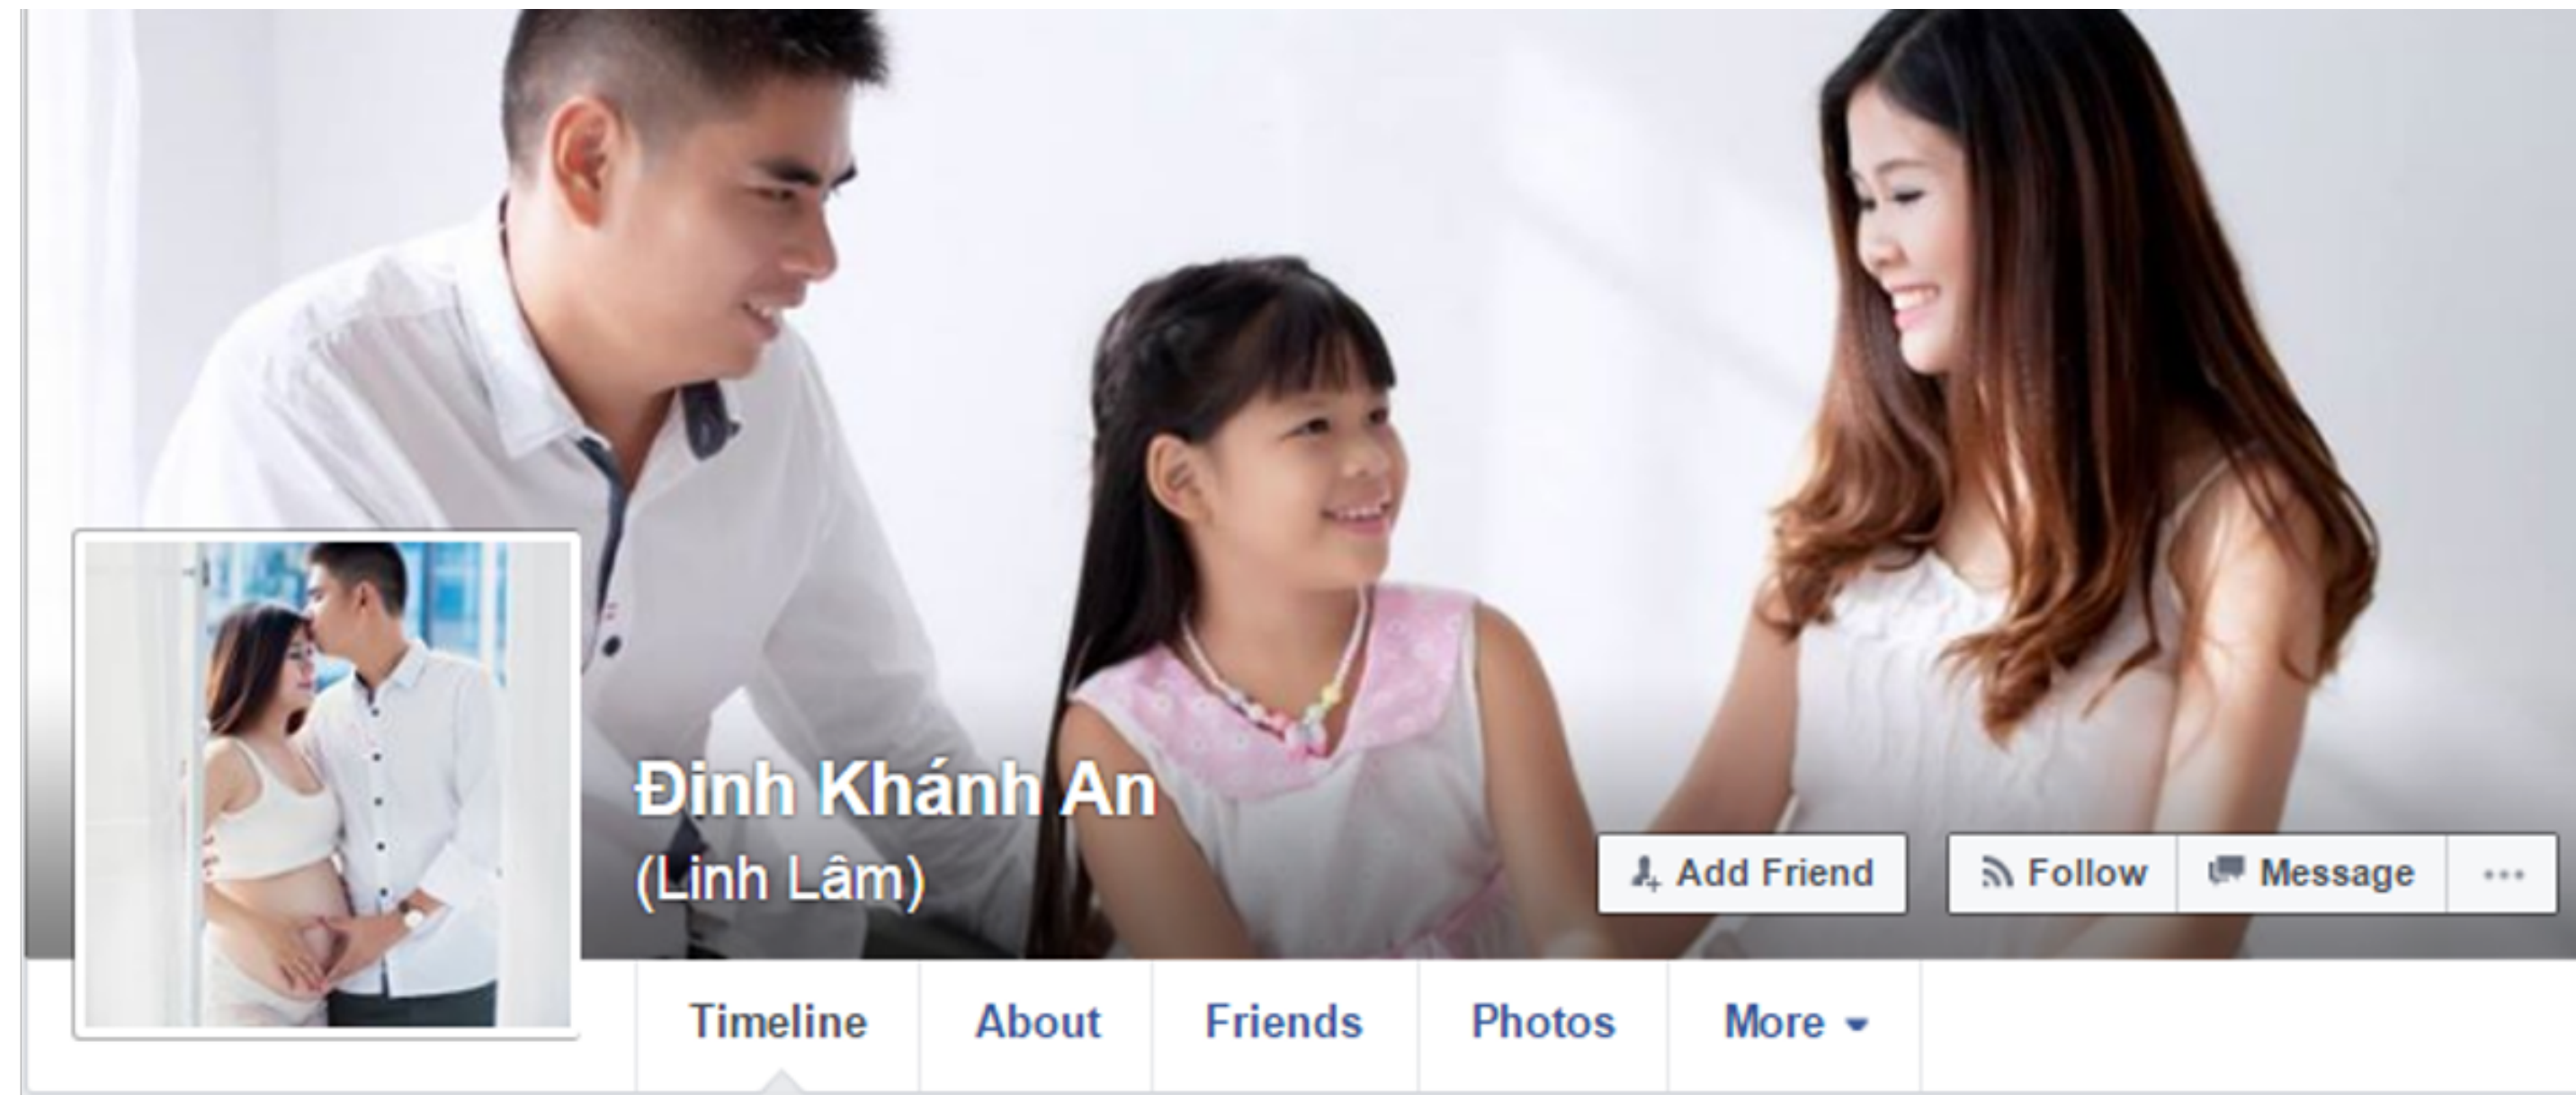 Đinh Khánh An
(Linh Lâm)
Add Friend
Follow
Message
Timeline
About
Friends
Photos
More